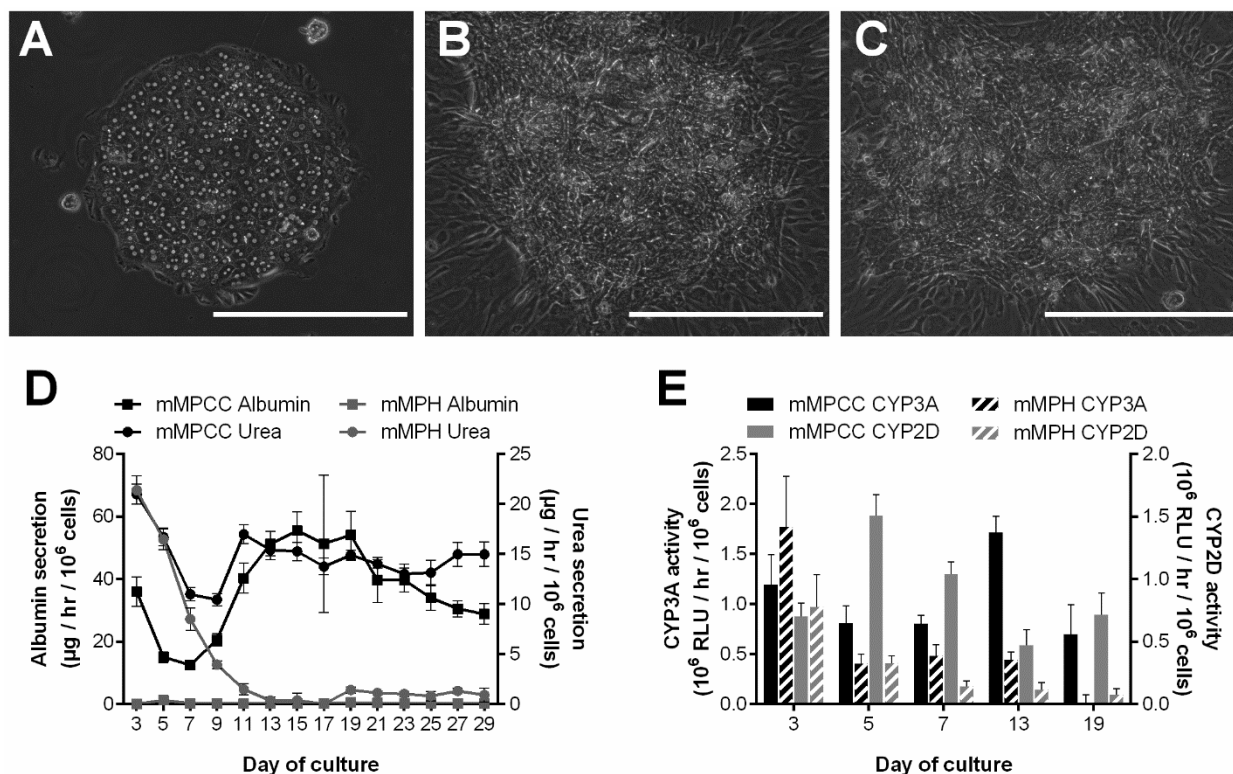 A
B
C
D
mMPCC Albumin
mMPH Albumin
mMPCC Urea
mMPH Urea
Albumin secretion
(µg / hr / 10⁶ cells)
80
60
40
20
0
25
20
15
10
5
0
Urea secretion
(µg / hr / 10⁶ cells)
3 5 7 9 11 13 15 17 19 21 23 25 27 29
Day of culture
E
mMPCC CYP3A
mMPH CYP3A
mMPCC CYP2D
mMPH CYP2D
CYP3A activity
(10⁶ RLU / hr / 10⁶ cells)
2.5
2.0
1.5
1.0
0.5
0.0
2.0
1.5
1.0
0.5
0.0
CYP2D activity
(10⁶ RLU / hr / 10⁶ cells)
3 5 7 13 19
Day of culture